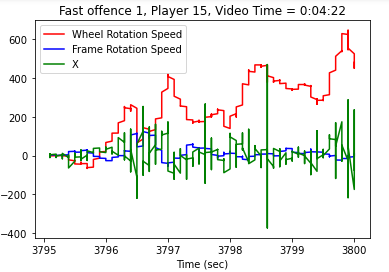 Fast offence 1, Player 15, Video Time = 0:04:22
Wheel Rotation Speed
Frame Rotation Speed
X
600
400
200
0
−200
−400
3795 3796 3797 3798 3799 3800
Time (sec)